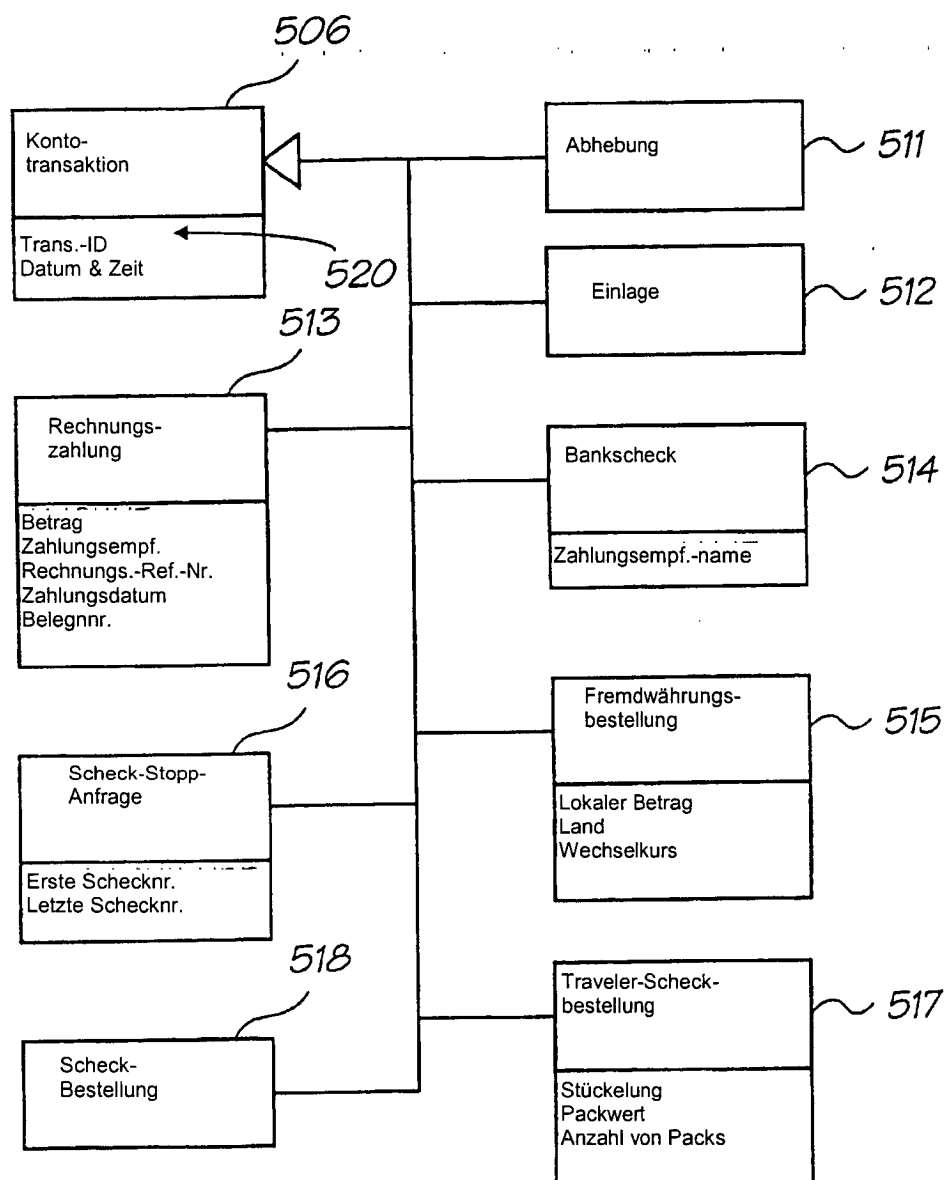 506
Konto-
transaktion
Trans.-ID
Datum & Zeit
520
Abhebung
511
Einlage
512
513
Rechnungs-
zahlung
Betrag
Zahlungsempf.
Rechnungs.-Ref.-Nr.
Zahlungsdatum
Belegnnr.
Bankscheck
514
Zahlungsempf.-name
516
Scheck-Stopp-
Anfrage
Erste Schecknr.
Letzte Schecknr.
Fremdwährungs-
bestellung
515
Lokaler Betrag
Land
Wechselkurs
518
Scheck-
Bestellung
Traveler-Scheck-
bestellung
517
Stückelung
Packwert
Anzahl von Packs